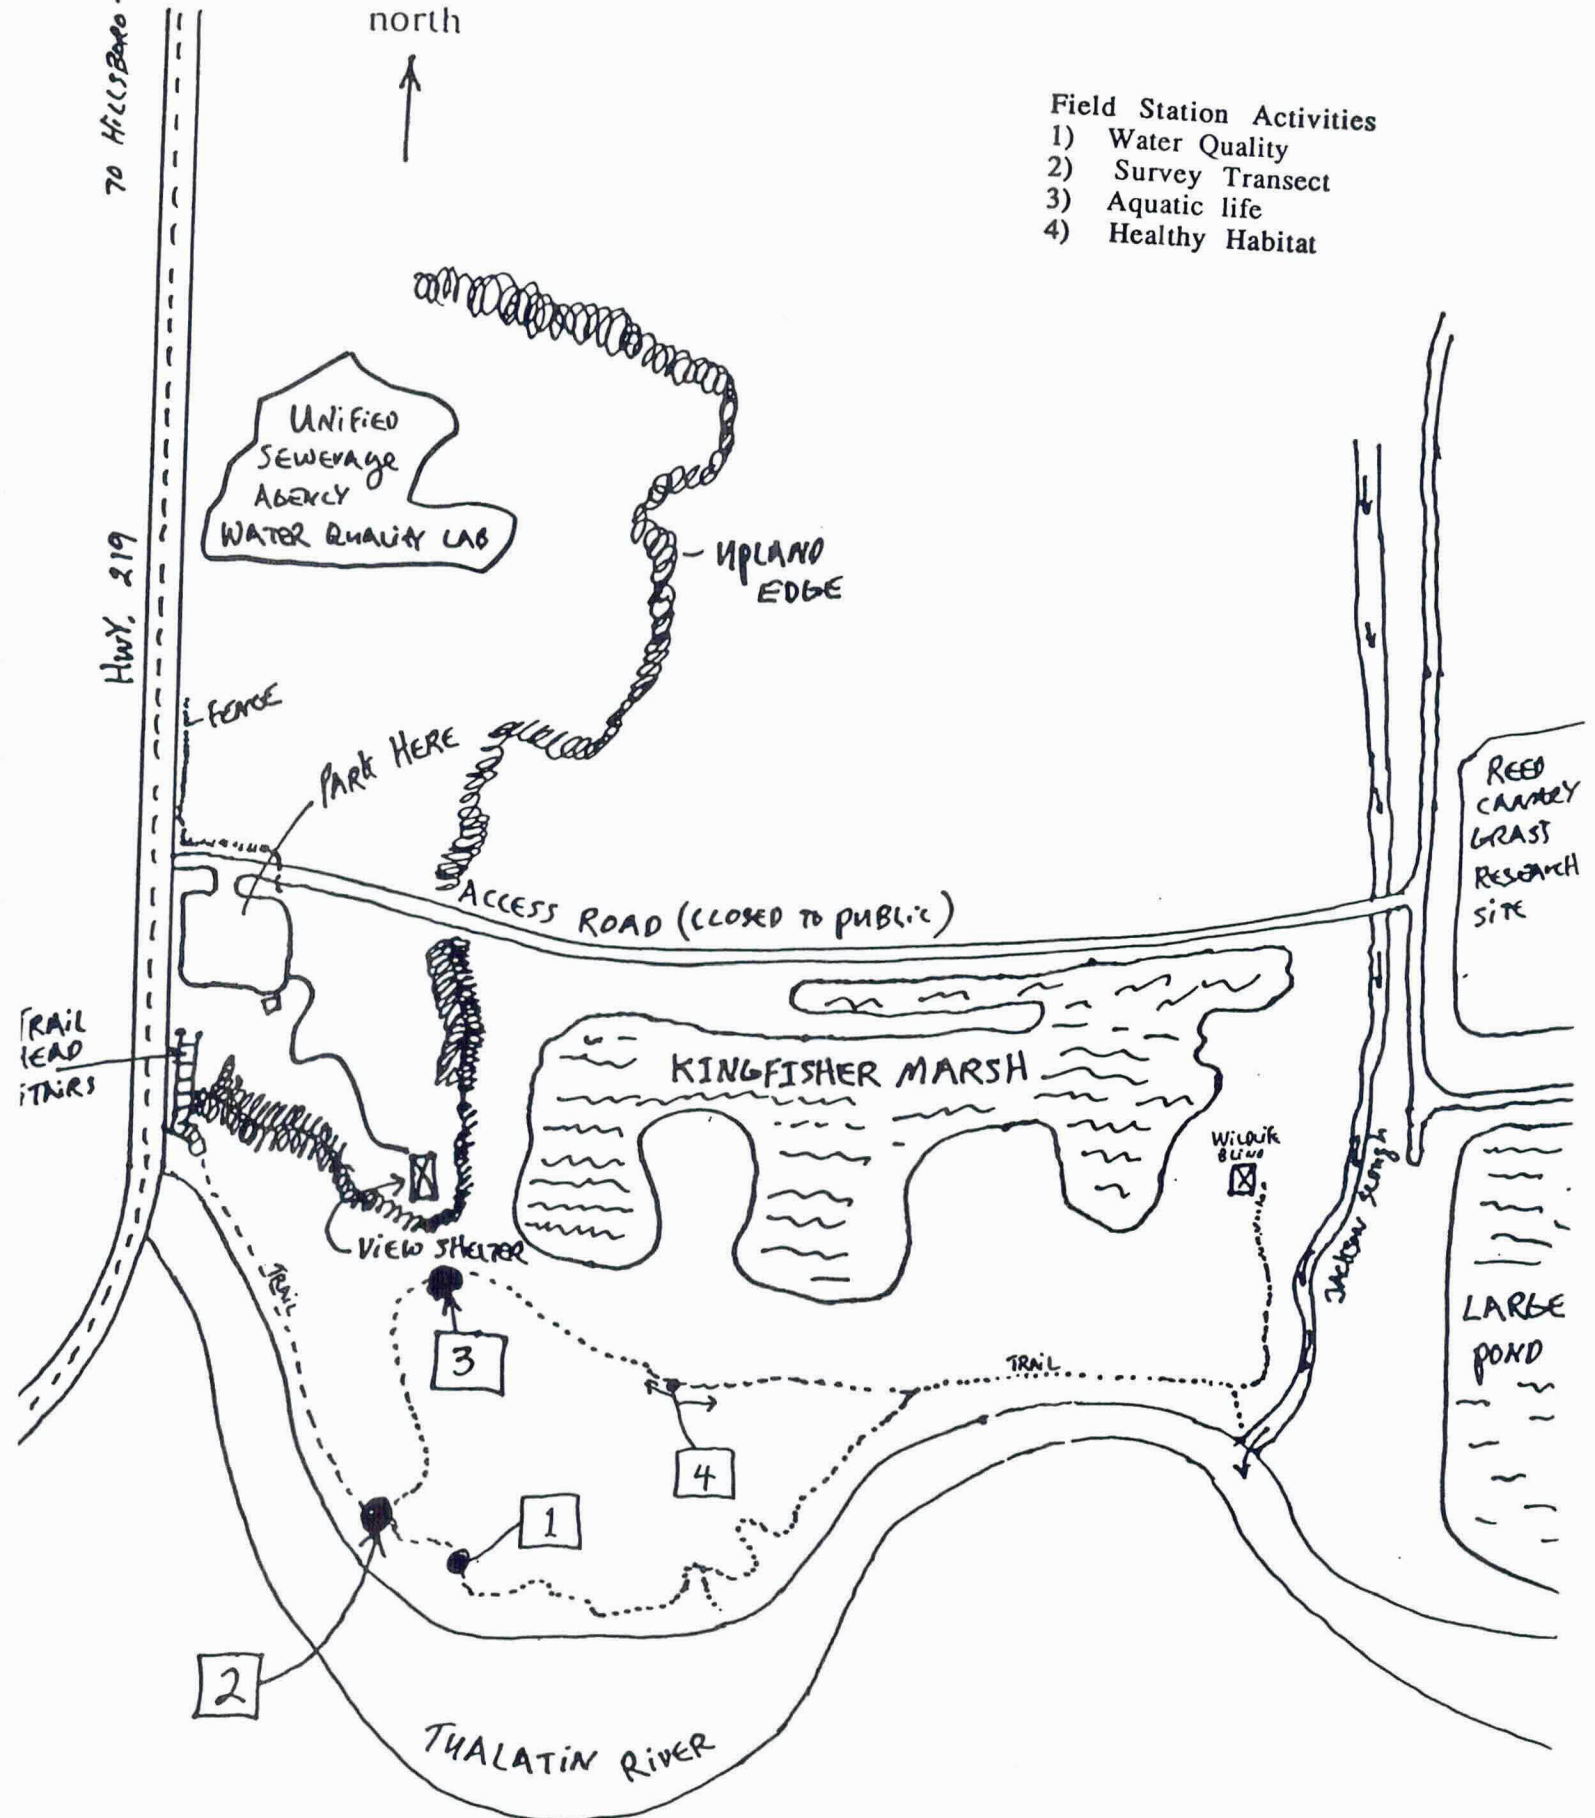 TO HILLSBORO
north
Field Station Activities
1) Water Quality
2) Survey Transect
3) Aquatic life
4) Healthy Habitat
UNIFIED
SEWERAGE
AGENCY
WATER QUALITY LAB
UPLAND
EDGE
HWY. 219
FENCE
PARK HERE
REED
CANARY
GRASS
RESEARCH
SITE
ACCESS ROAD (CLOSED TO PUBLIC)
RAIL
EAD
TAIRS
KINGFISHER MARSH
WILDLIFE
BLIND
JACKSON SLOUGH
VIEW SHELTER
TRAIL
LARGE
POND
3
TRAIL
4
1
2
TUALATIN RIVER